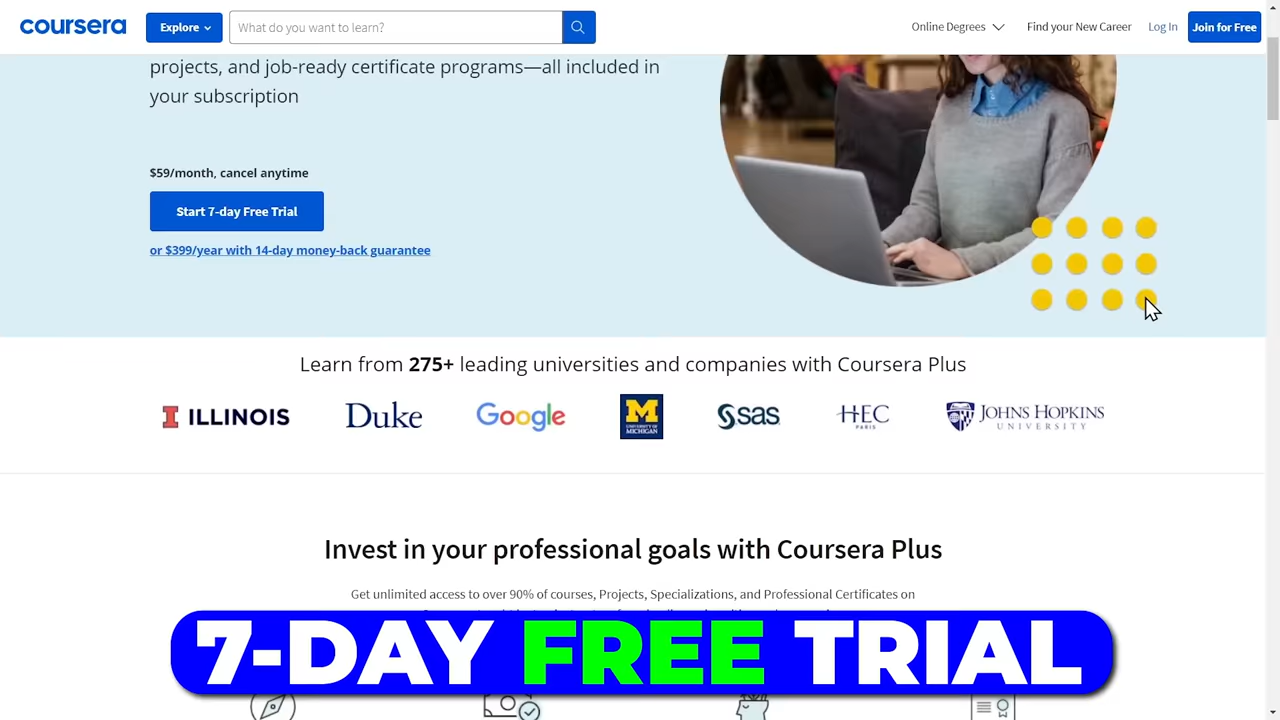 coursera
Explore
What do you want to learn?
Online Degrees
Find your New Career
Log In
Join for Free
projects, and job-ready certificate programs—all included in
your subscription
$59/month, cancel anytime
Start 7-day Free Trial
or $399/year with 14-day money-back guarantee
Learn from 275+ leading universities and companies with Coursera Plus
ILLINOIS
Duke
Google
M
UNIVERSITY OF
MICHIGAN
sas
HEC
PARIS
JOHNS HOPKINS
UNIVERSITY
Invest in your professional goals with Coursera Plus
Get unlimited access to over 90% of courses, Projects, Specializations, and Professional Certificates on
7-DAY FREE TRIAL